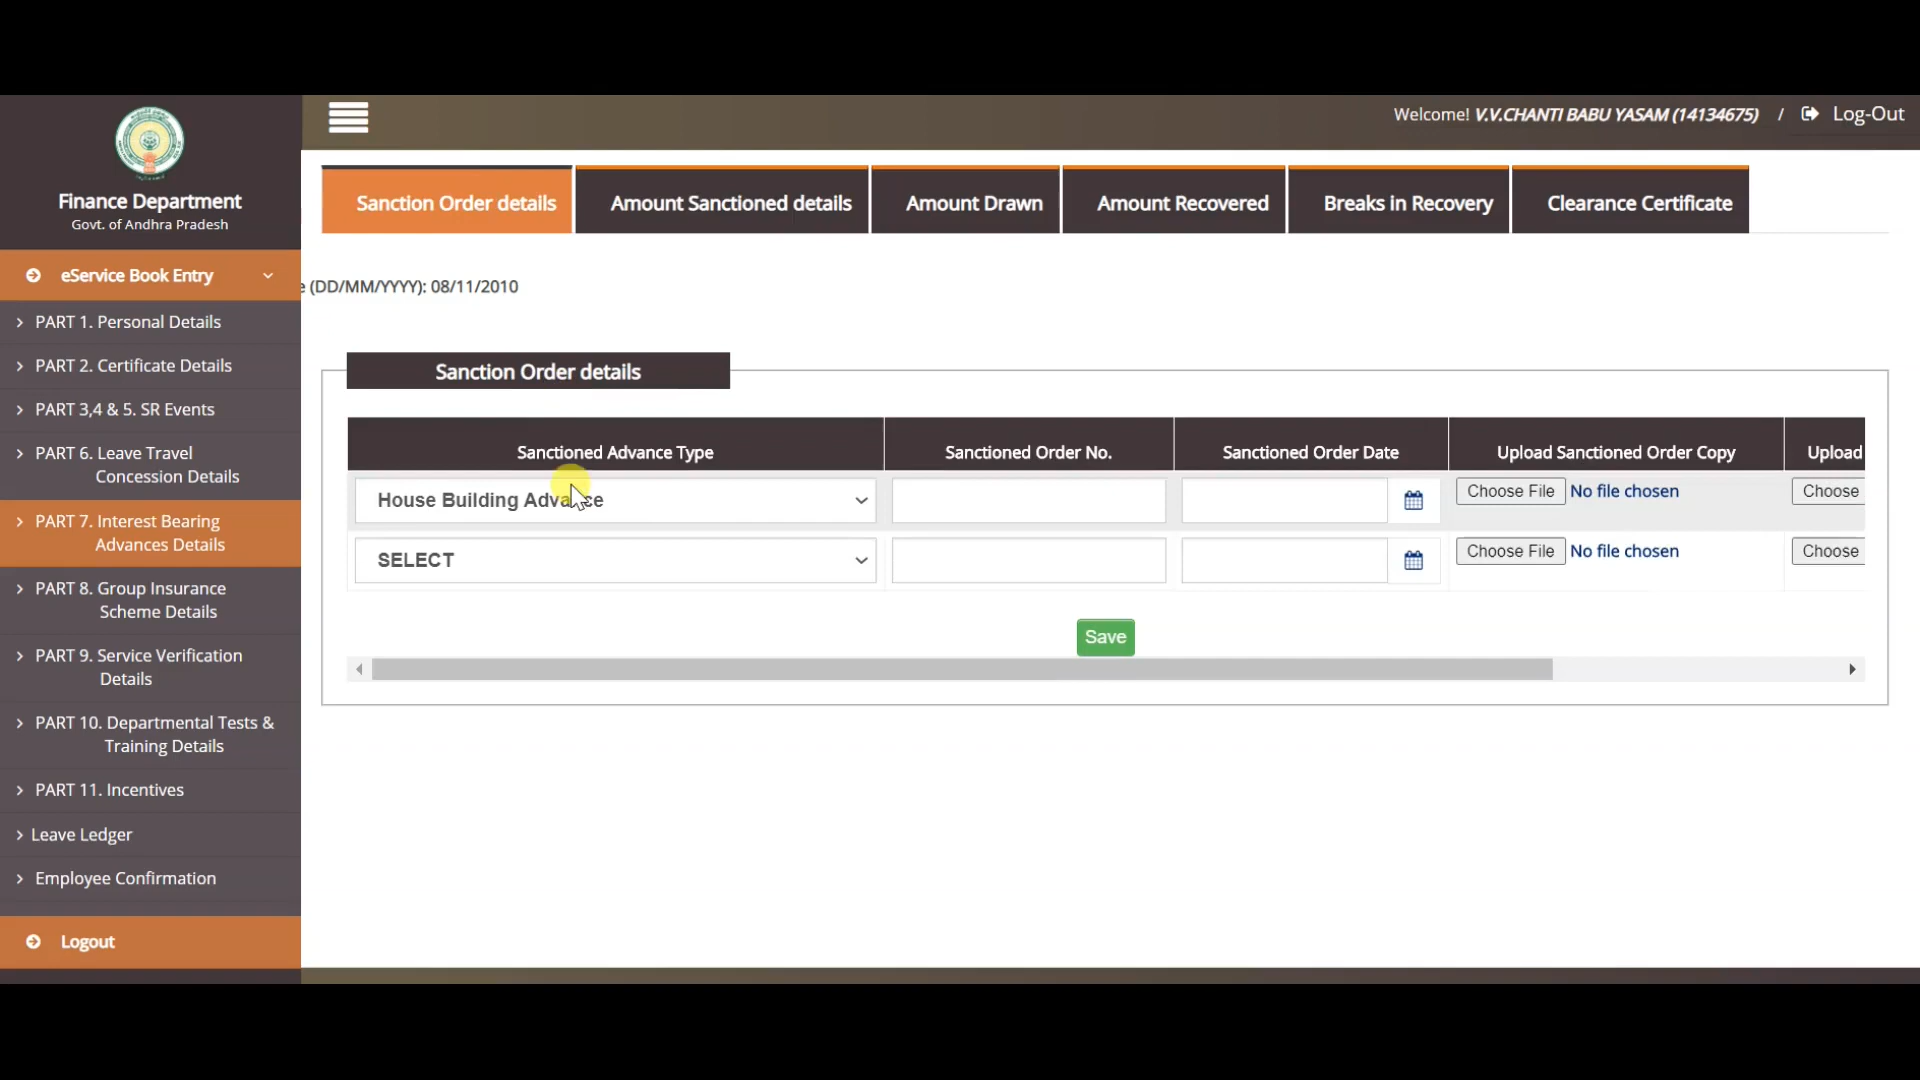 Welcome! V.V.CHANTI BABU YASAM (14134675) / Log-Out
Finance Department
Govt. of Andhra Pradesh
eService Book Entry
PART 1. Personal Details
PART 2. Certificate Details
PART 3,4 & 5. SR Events
PART 6. Leave Travel
Concession Details
PART 7. Interest Bearing
Advances Details
PART 8. Group Insurance
Scheme Details
PART 9. Service Verification
Details
PART 10. Departmental Tests &
Training Details
PART 11. Incentives
Leave Ledger
Employee Confirmation
Logout
Sanction Order details Amount Sanctioned details Amount Drawn Amount Recovered Breaks in Recovery Clearance Certificate
e (DD/MM/YYYY): 08/11/2010
Sanction Order details
Sanctioned Advance Type Sanctioned Order No. Sanctioned Order Date Upload Sanctioned Order Copy Upload
House Building Advance Choose File No file chosen Choose
SELECT Choose File No file chosen Choose
Save